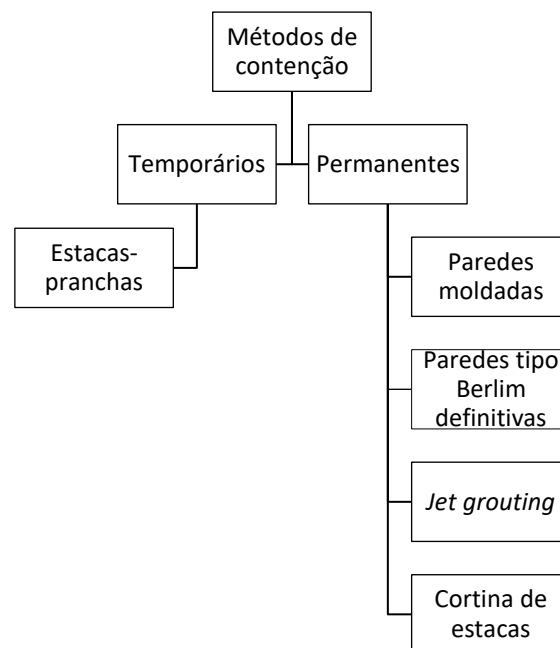 Métodos de
contenção
Temporários
Permanentes
Estacas-
pranchas
Paredes
moldadas
Paredes tipo
Berlim
definitivas
Jet grouting
Cortina de
estacas